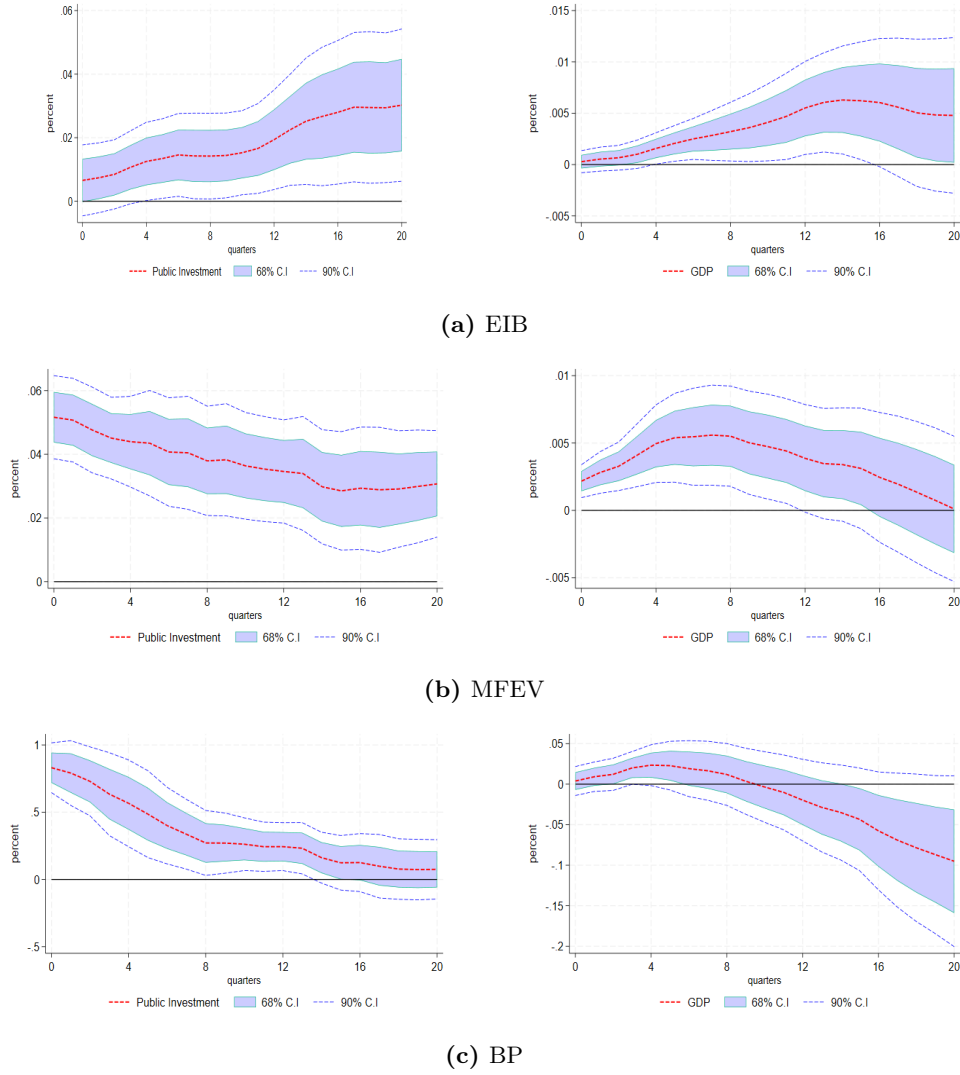 .06
.04
.02
0
percent
0 4 8 12 16 20
quarters
Public Investment 68% C.I 90% C.I
.015
.01
.005
0
-.005
percent
0 4 8 12 16 20
quarters
GDP 68% C.I 90% C.I
(a) EIB
.06
.04
.02
0
percent
0 4 8 12 16 20
quarters
Public Investment 68% C.I 90% C.I
.01
.005
0
-.005
percent
0 4 8 12 16 20
quarters
GDP 68% C.I 90% C.I
(b) MFEV
1
.5
0
-.5
percent
0 4 8 12 16 20
quarters
Public Investment 68% C.I 90% C.I
.05
0
-.05
-.1
-.15
-.2
percent
0 4 8 12 16 20
quarters
GDP 68% C.I 90% C.I
(c) BP